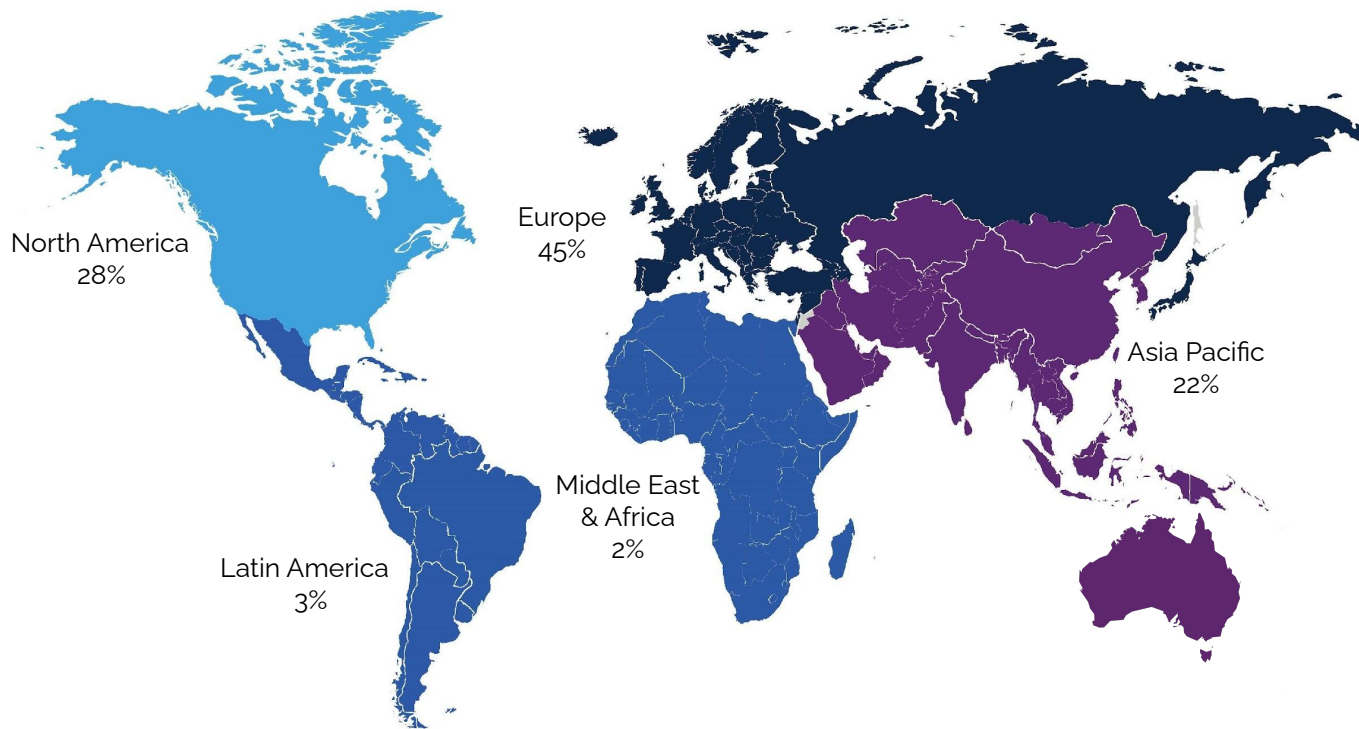 North America
28%
Europe
45%
Asia Pacific
22%
Middle East
& Africa
2%
Latin America
3%